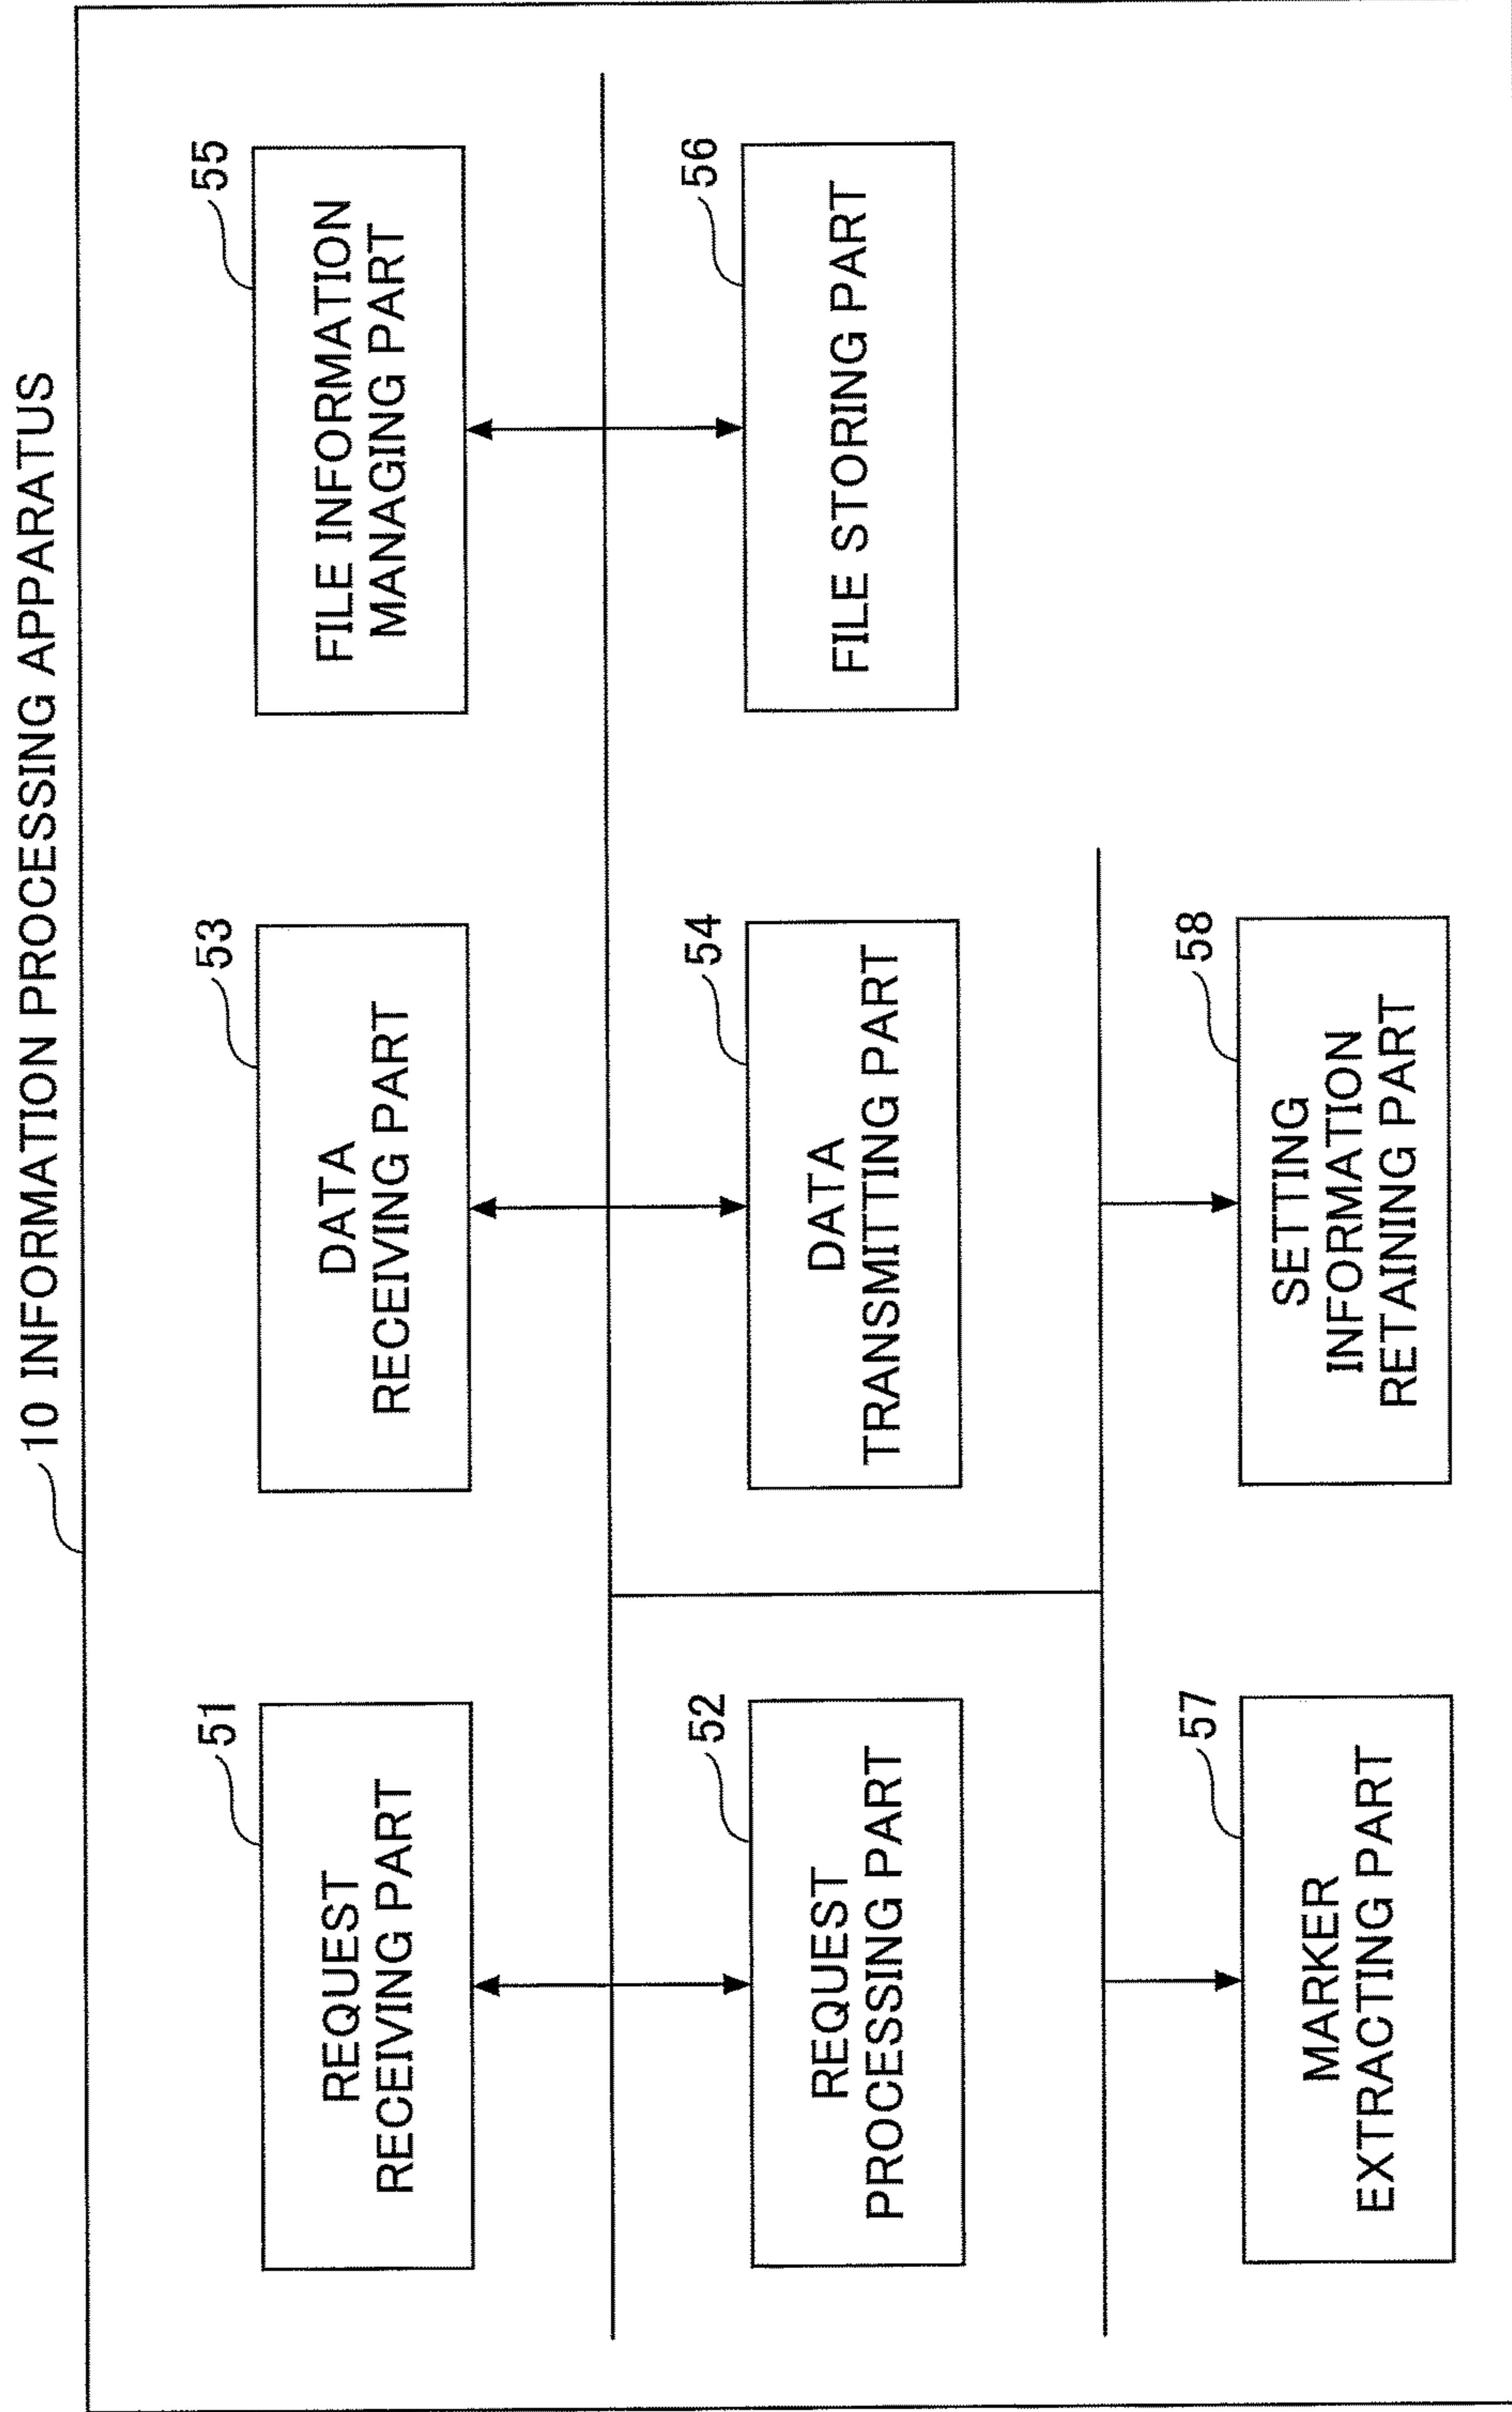 10 INFORMATION PROCESSING APPARATUS
51
REQUEST
RECEIVING PART
53
DATA
RECEIVING PART
55
FILE INFORMATION
MANAGING PART
52
REQUEST
PROCESSING PART
54
DATA
TRANSMITTING PART
56
FILE STORING PART
57
MARKER
EXTRACTING PART
58
SETTING
INFORMATION
RETAINING PART